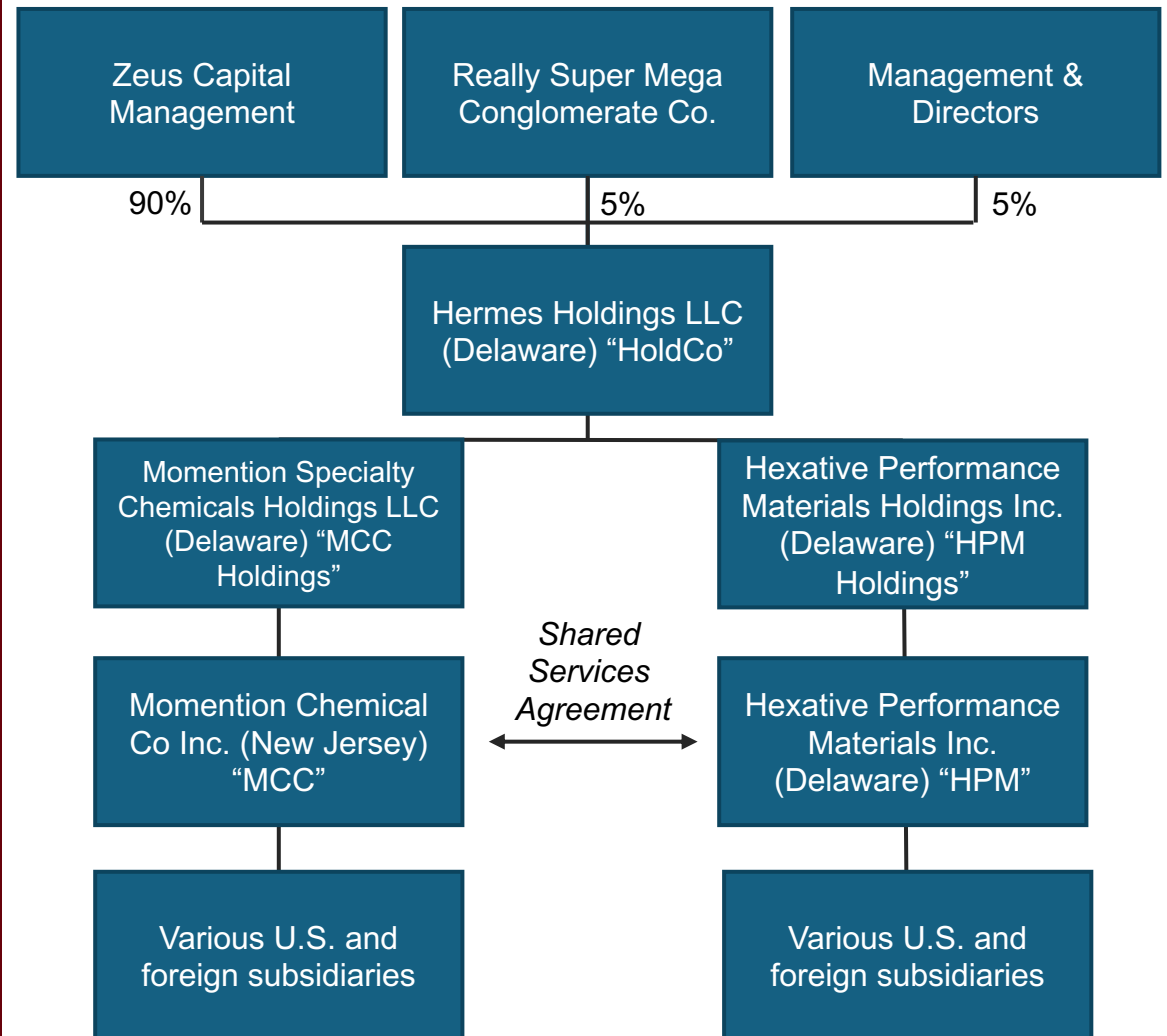 Zeus Capital
Management
Really Super Mega
Conglomerate Co.
Management &
Directors
90%
5%
5%
Hermes Holdings LLC
(Delaware) “HoldCo”
Momention Specialty
Chemicals Holdings LLC
(Delaware) “MCC
Holdings”
Hexative Performance
Materials Holdings Inc.
(Delaware) “HPM
Holdings”
Shared
Services
Agreement
Momention Chemical
Co Inc. (New Jersey)
“MCC”
Hexative Performance
Materials Inc.
(Delaware) “HPM”
Various U.S. and
foreign subsidiaries
Various U.S. and
foreign subsidiaries